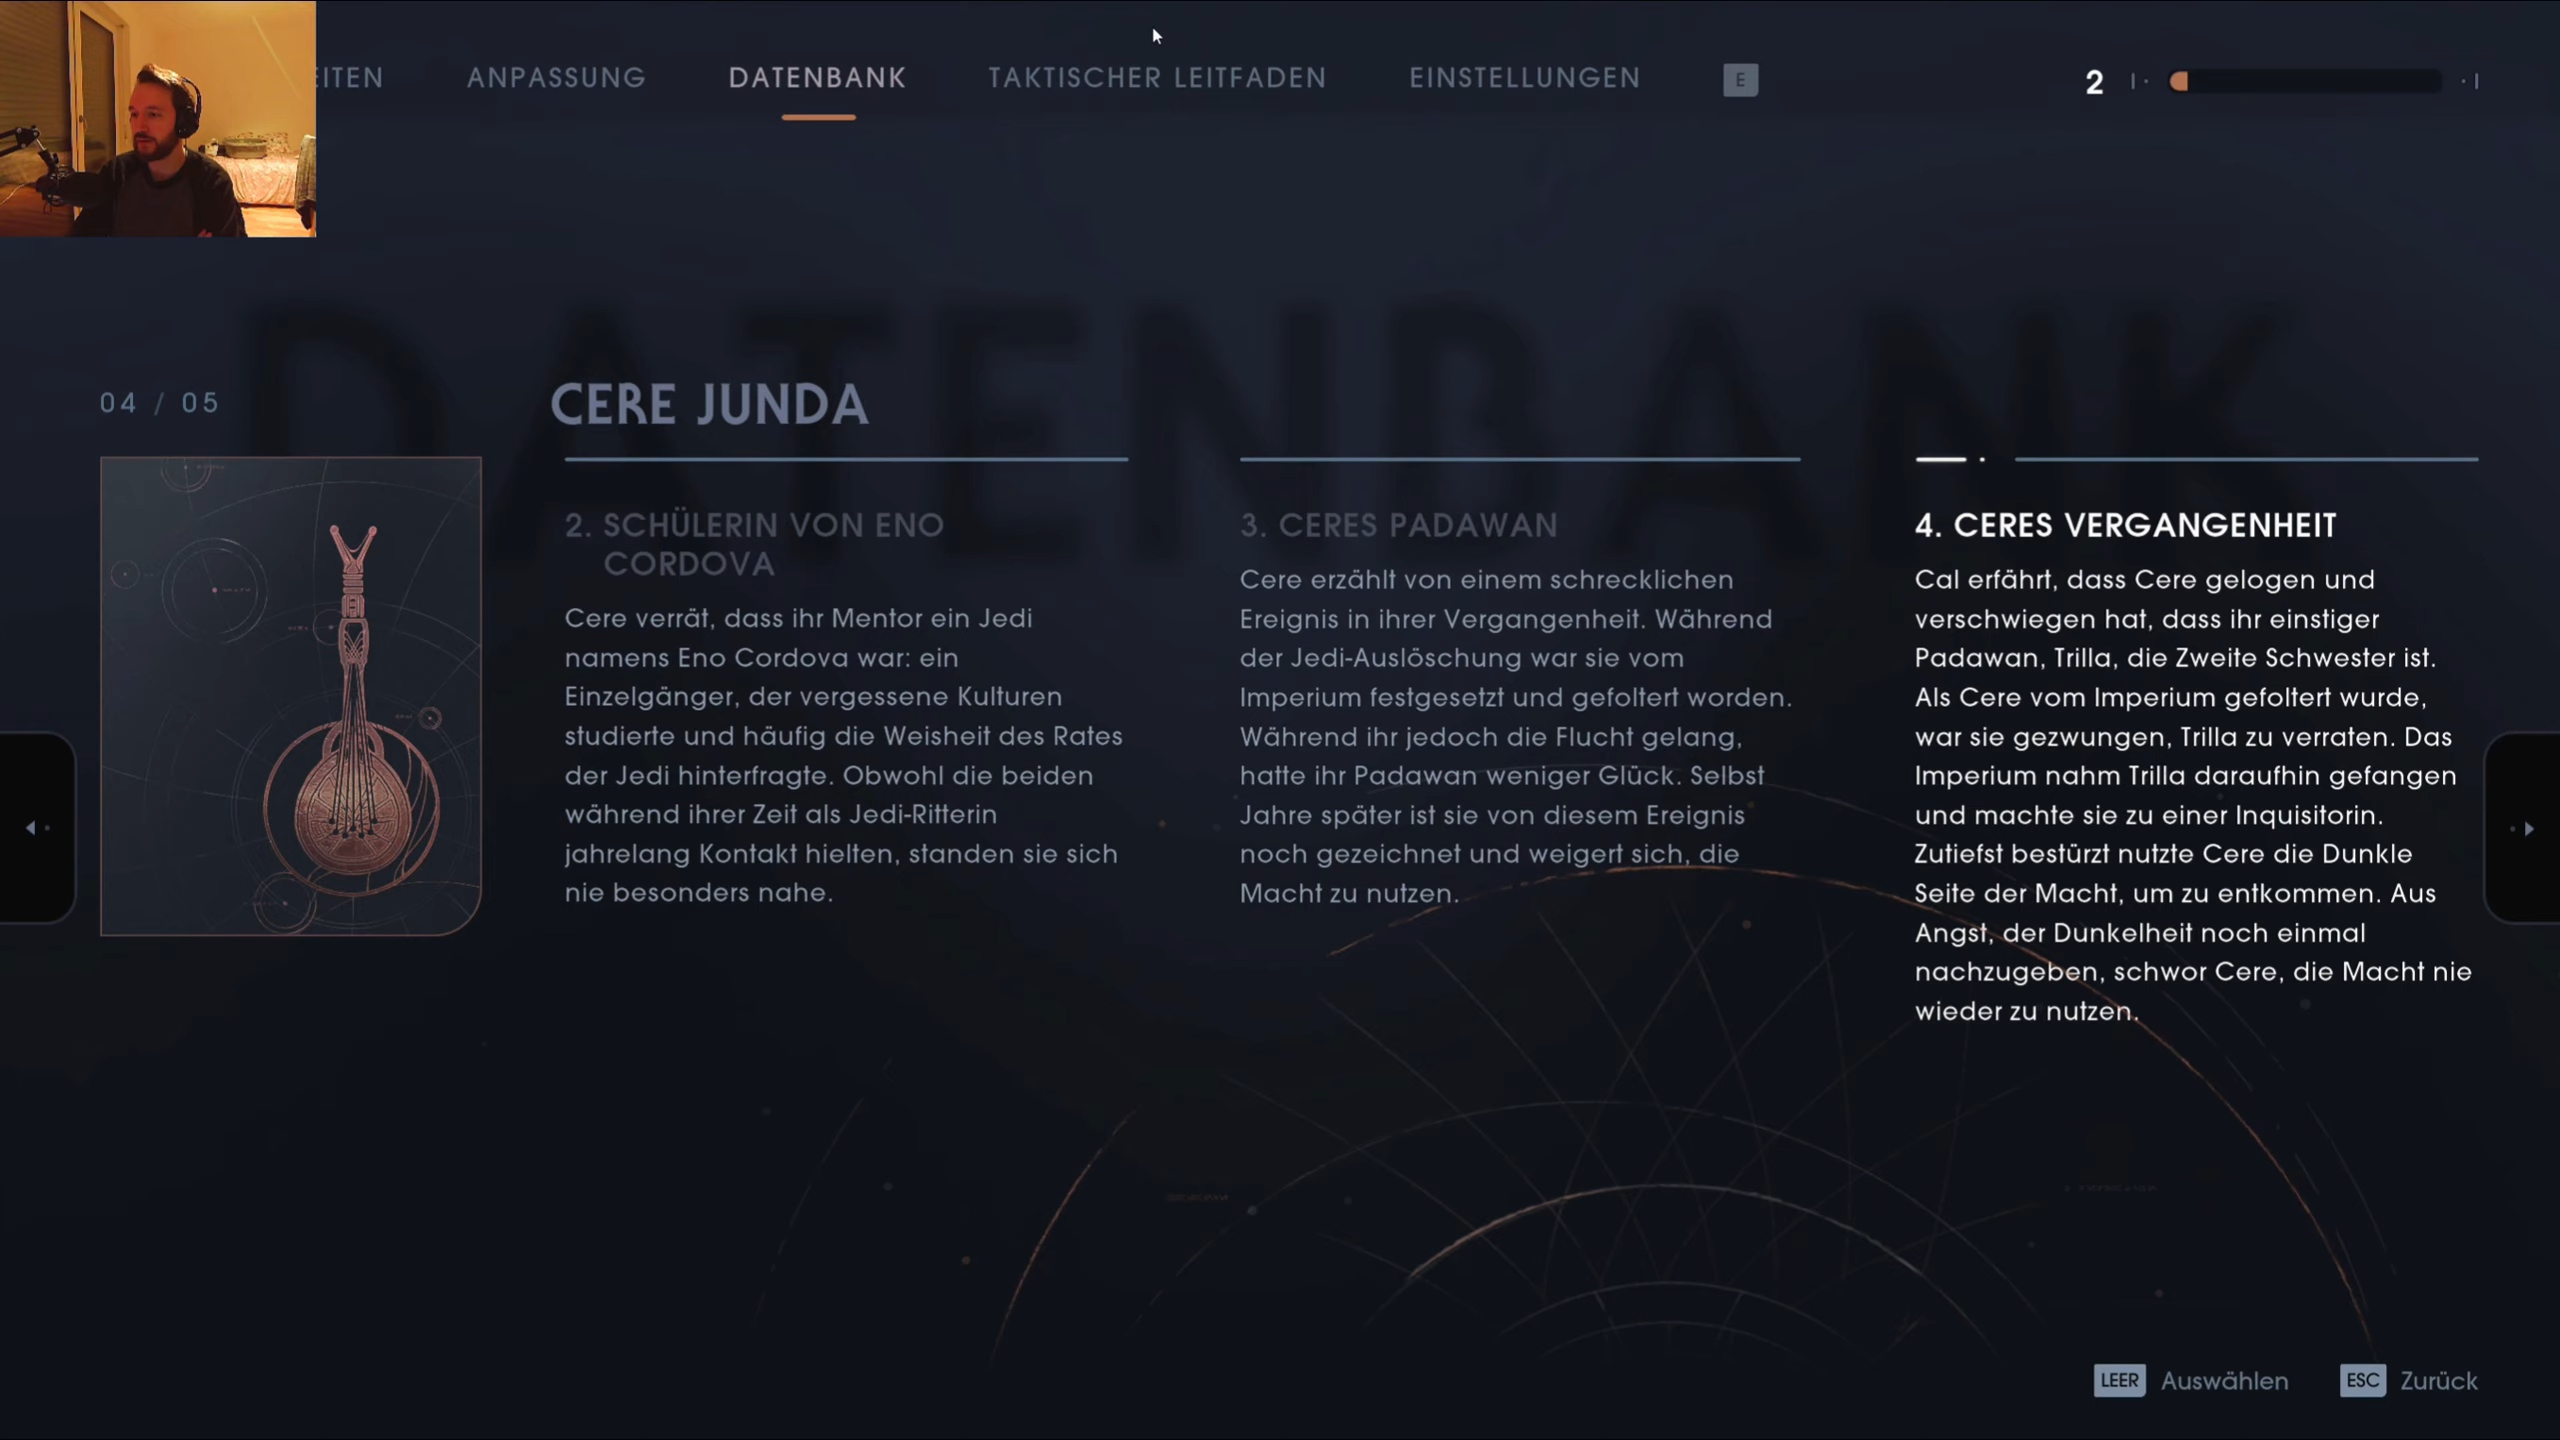 EITEN
ANPASSUNG
DATENBANK
TAKTISCHER LEITFADEN
EINSTELLUNGEN
E
2
DATENBANK
04 / 05
CERE JUNDA
2. SCHÜLERIN VON ENO
CORDOVA
Cere verrät, dass ihr Mentor ein Jedi
namens Eno Cordova war: ein
Einzelgänger, der vergessene Kulturen
studierte und häufig die Weisheit des Rates
der Jedi hinterfragte. Obwohl die beiden
während ihrer Zeit als Jedi-Ritterin
jahrelang Kontakt hielten, standen sie sich
nie besonders nahe.
3. CERES PADAWAN
Cere erzählt von einem schrecklichen
Ereignis in ihrer Vergangenheit. Während
der Jedi-Auslöschung war sie vom
Imperium festgesetzt und gefoltert worden.
Während ihr jedoch die Flucht gelang,
hatte ihr Padawan weniger Glück. Selbst
Jahre später ist sie von diesem Ereignis
noch gezeichnet und weigert sich, die
Macht zu nutzen.
4. CERES VERGANGENHEIT
Cal erfährt, dass Cere gelogen und
verschwiegen hat, dass ihr einstiger
Padawan, Trilla, die Zweite Schwester ist.
Als Cere vom Imperium gefoltert wurde,
war sie gezwungen, Trilla zu verraten. Das
Imperium nahm Trilla daraufhin gefangen
und machte sie zu einer Inquisitorin.
Zutiefst bestürzt nutzte Cere die Dunkle
Seite der Macht, um zu entkommen. Aus
Angst, der Dunkelheit noch einmal
nachzugeben, schwor Cere, die Macht nie
wieder zu nutzen.
LEER Auswählen
ESC Zurück